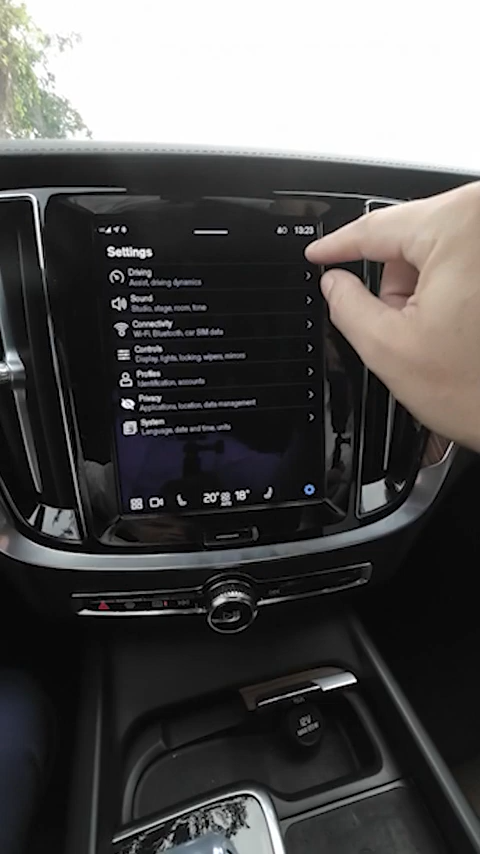 13:23
Settings
Driving
Assist, driving dynamics
Sound
Studio, stage, room, tone
Connectivity
Wi-Fi, Bluetooth, car SIM data
Controls
Display, lights, locking, wipers, mirrors
Profiles
Identification, accounts
Privacy
Applications, location, data management
System
Language, date and time, units
20° 18°
AUTO
12V